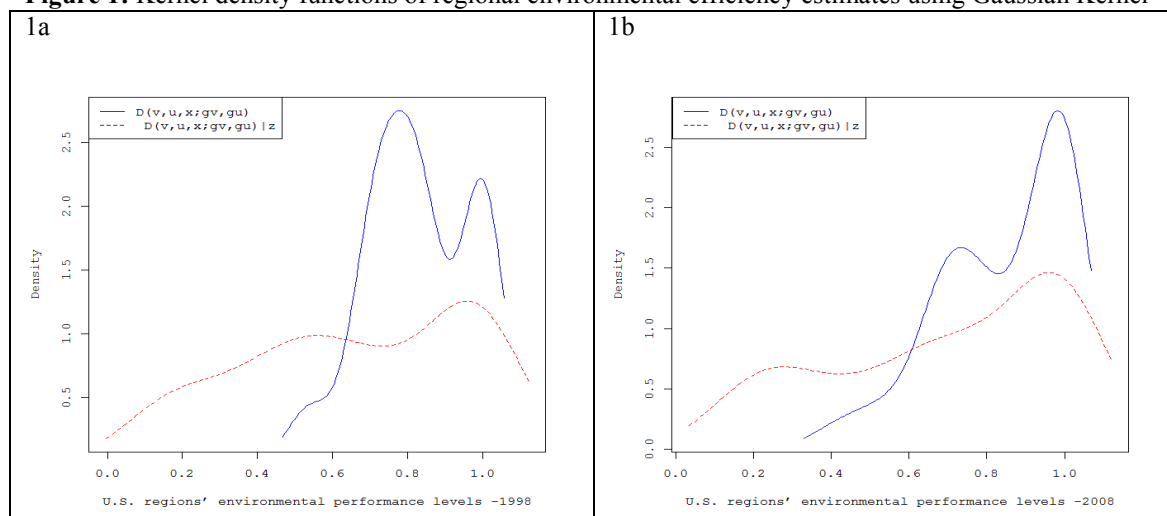 Figure 1: Kernel density functions of regional environmental efficiency estimates using Gaussian Kernel
1a
D(v,u,x;gv,gu)
D(v,u,x;gv,gu)|z
Density
2.5
2.0
1.5
1.0
0.5
0.0 0.2 0.4 0.6 0.8 1.0
U.S. regions' environmental performance levels -1998
1b
D(v,u,x;gv,gu)
D(v,u,x;gv,gu)|z
Density
2.5
2.0
1.5
1.0
0.5
0.0
0.0 0.2 0.4 0.6 0.8 1.0
U.S. regions' environmental performance levels -2008